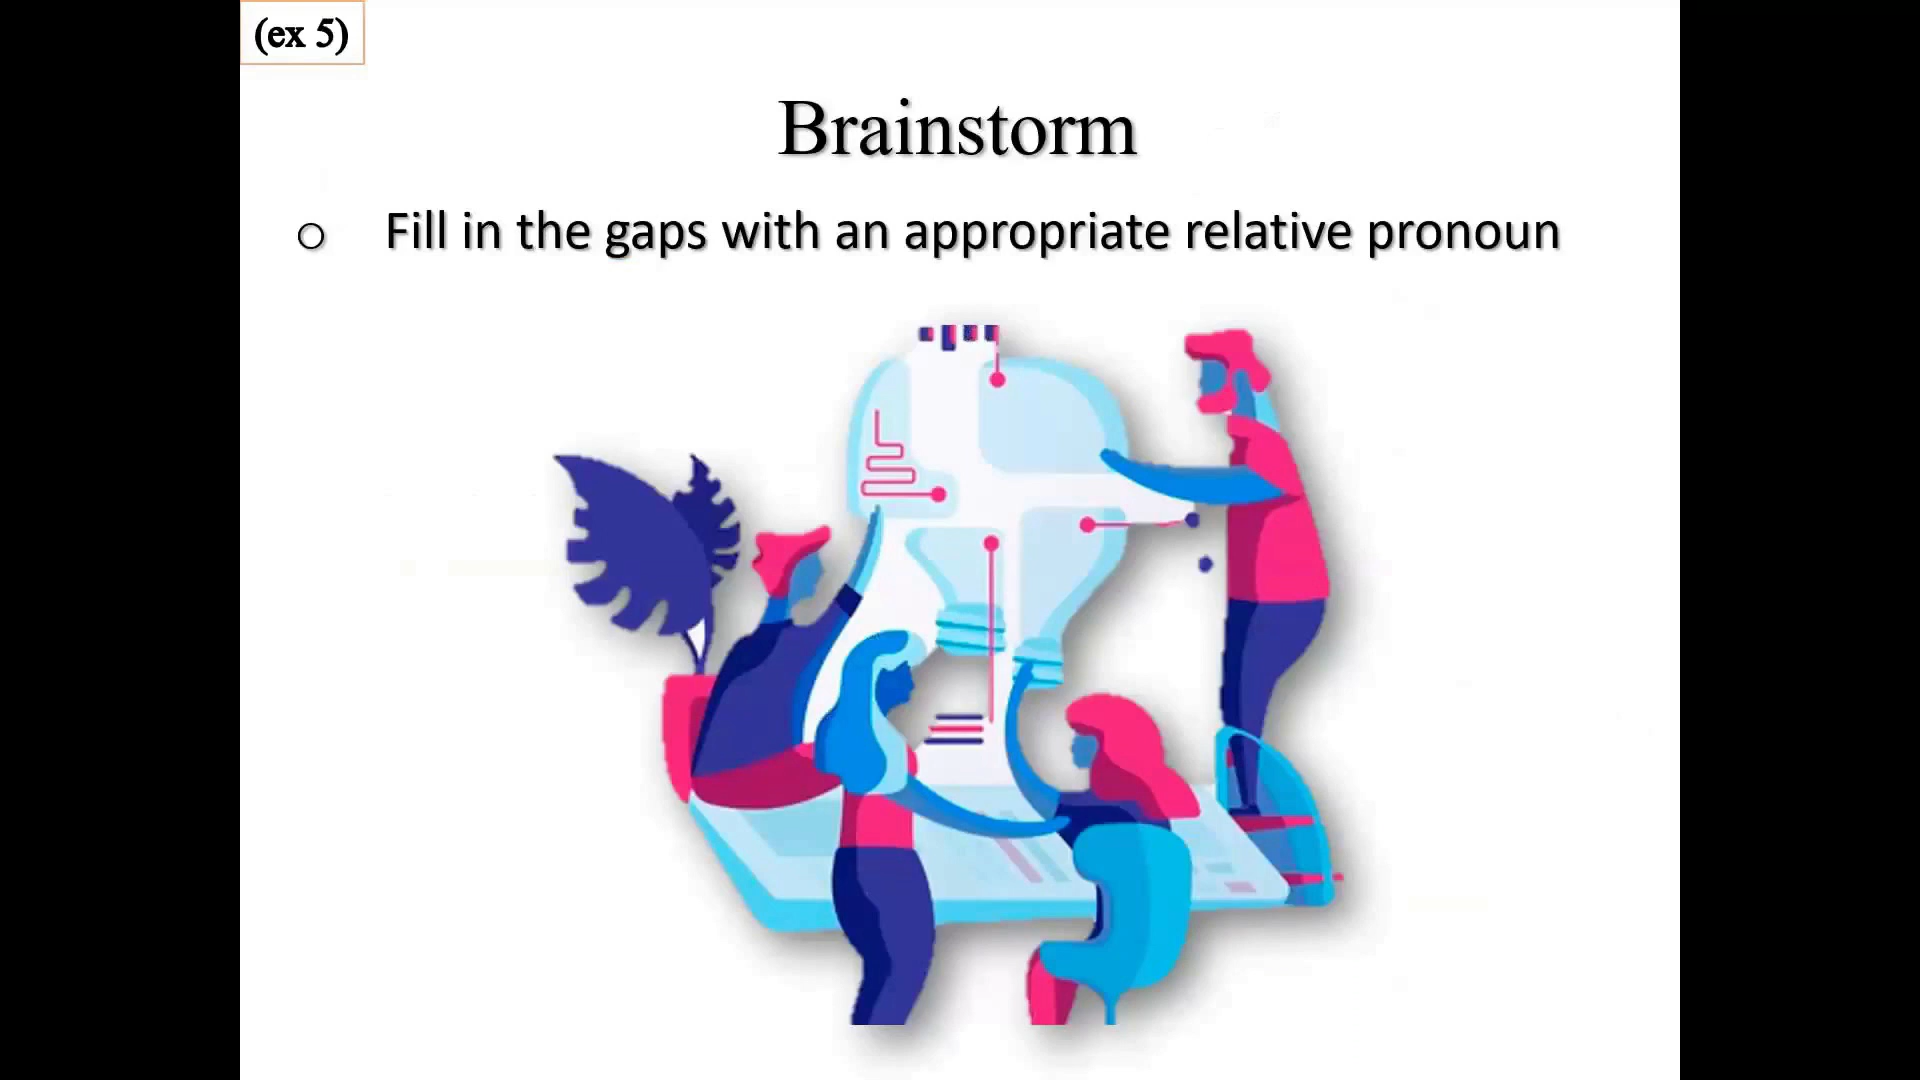 (ex 5)
Brainstorm
o Fill in the gaps with an appropriate relative pronoun